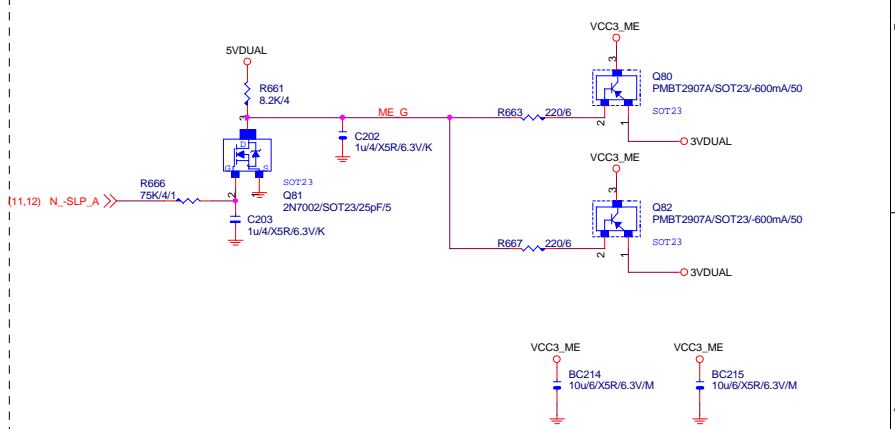 VCC3_ME
5VDUAL
R661
8.2K/4
3
ME_G
C202
1u/4/X5R/6.3V/K
R663
220/6
3
Q80
PMBT2907A/SOT23/-600mA/50
SOT23
2
1
3VDUAL
VCC3_ME
D
G
S
SOT23
Q81
2N7002/SOT23/25pF/5
2
1
(11,12) N_-SLP_A
R666
75K/4/1
C203
1u/4/X5R/6.3V/K
3
Q82
PMBT2907A/SOT23/-600mA/50
SOT23
R667
220/6
2
1
3VDUAL
VCC3_ME
BC214
10u/6/X5R/6.3V/M
VCC3_ME
BC215
10u/6/X5R/6.3V/M